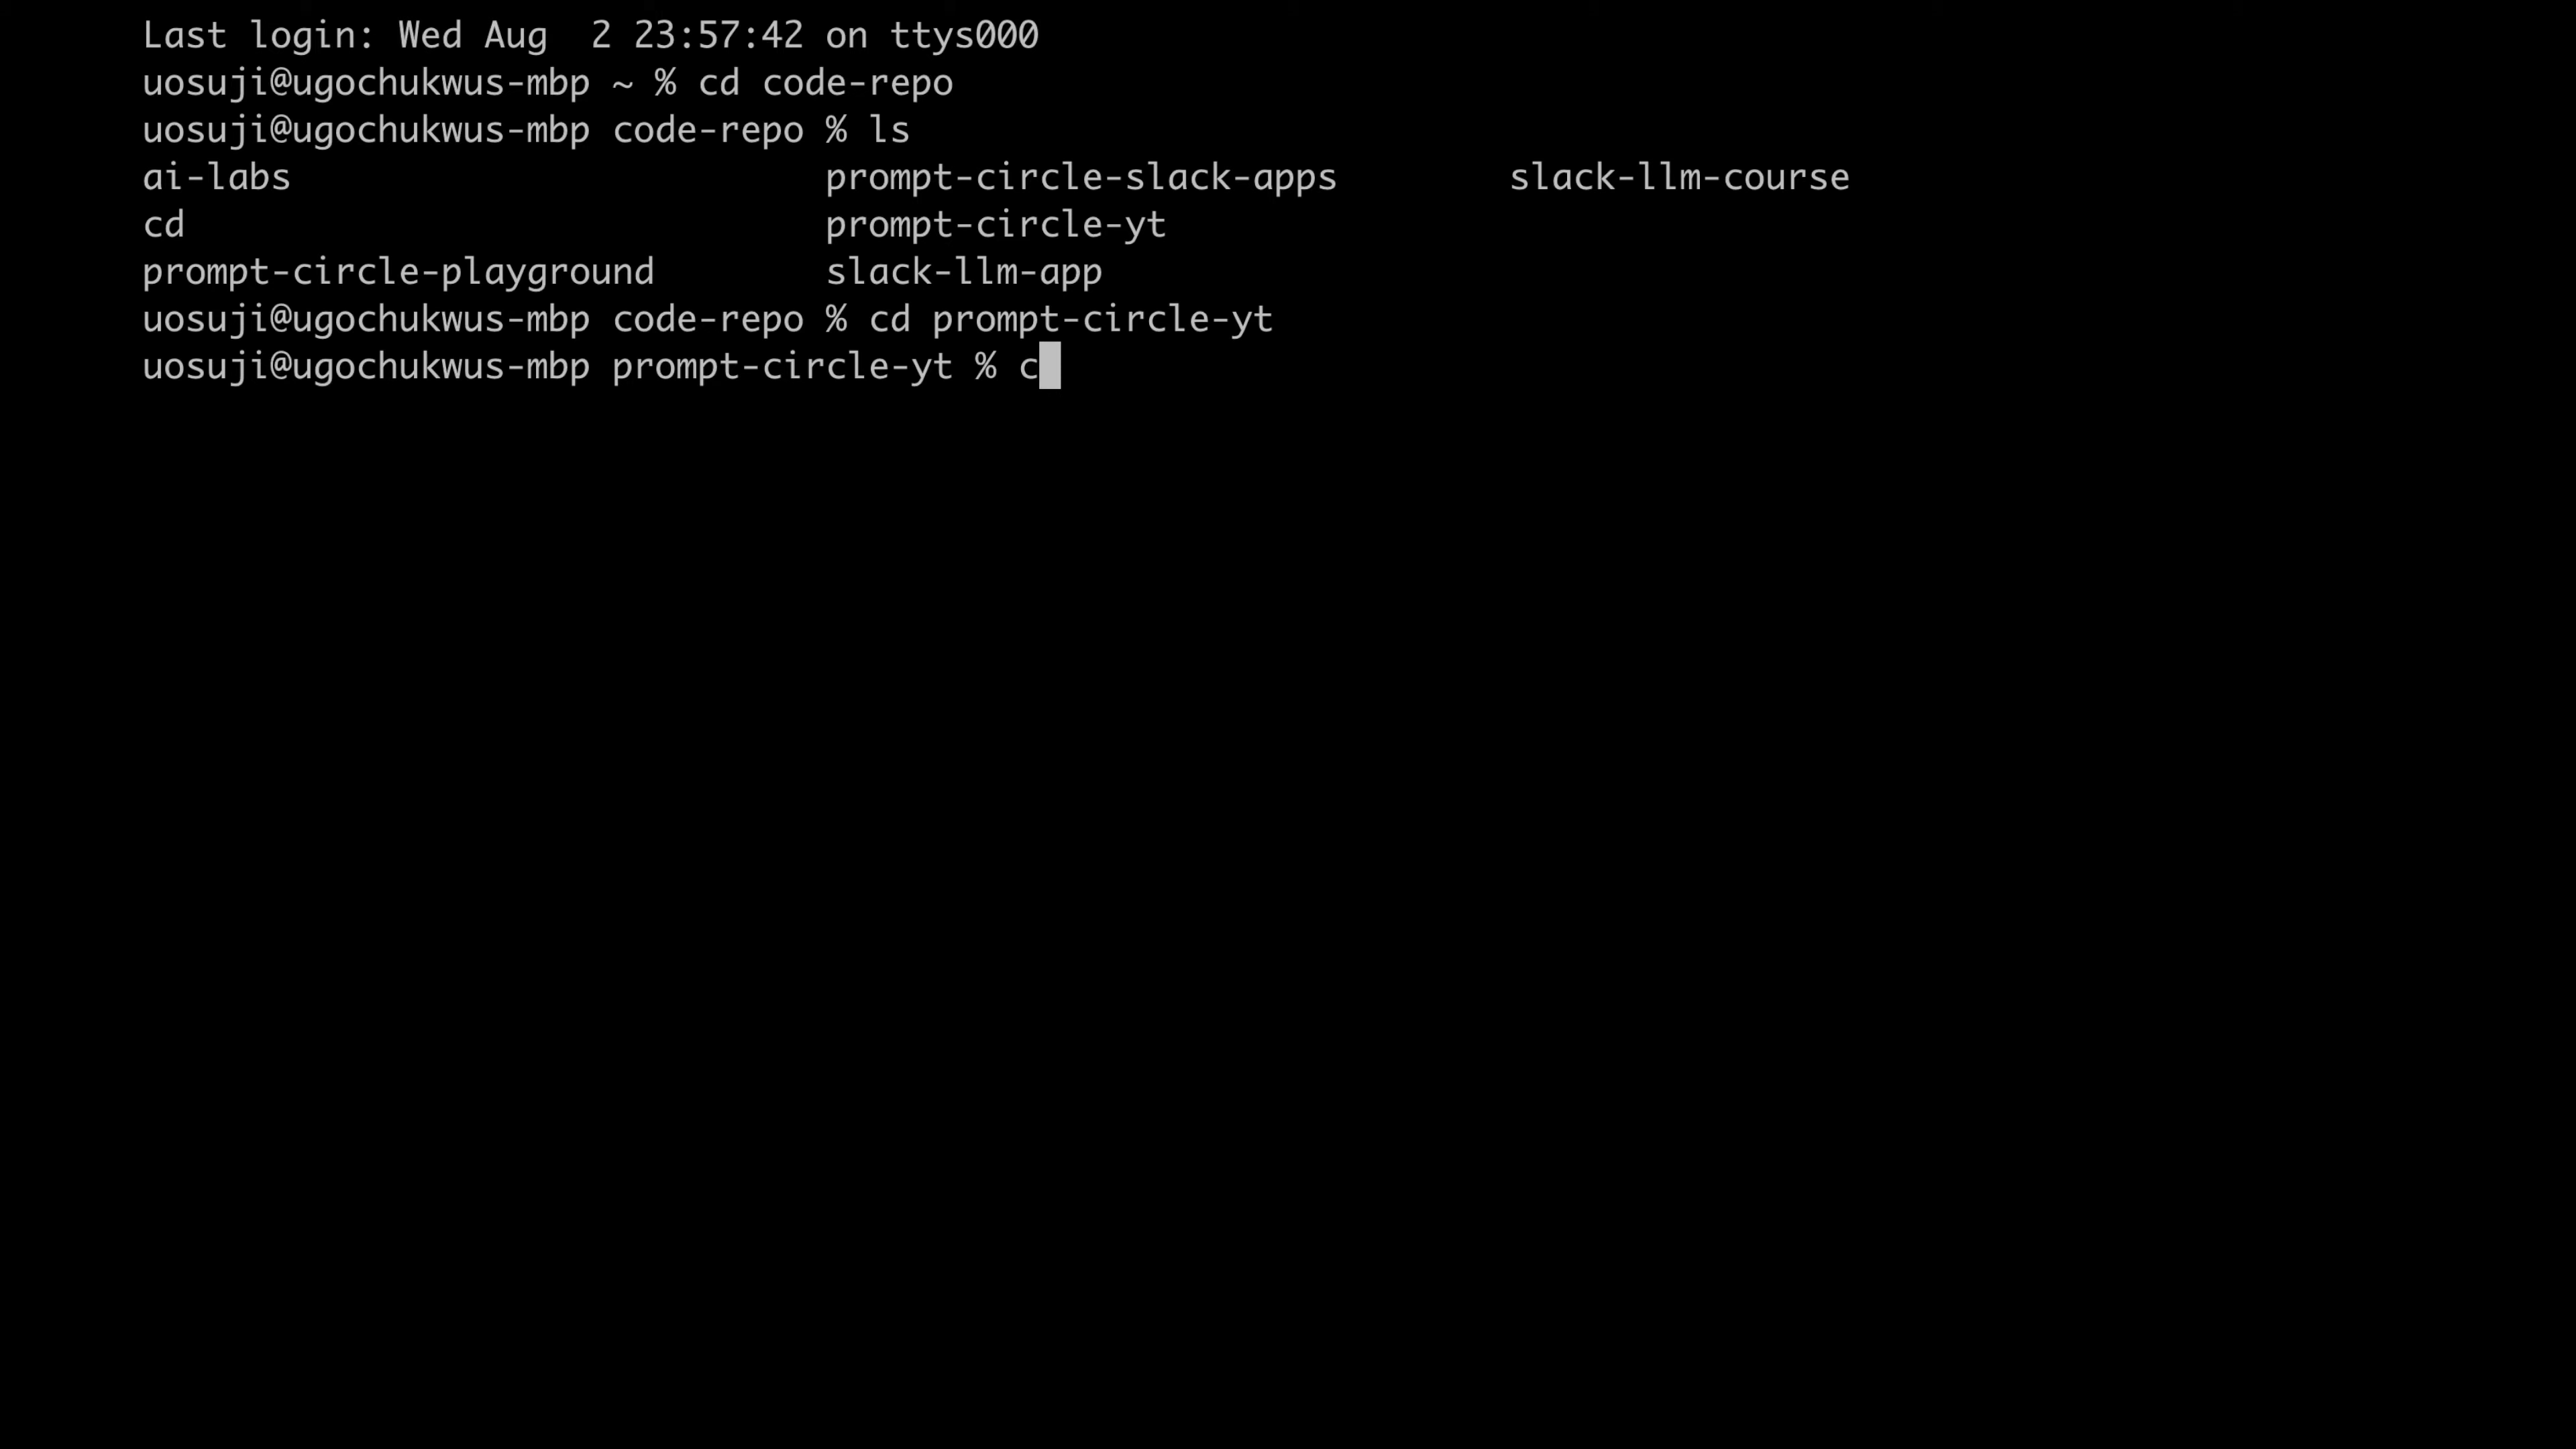 Last login: Wed Aug  2 23:57:42 on ttys000
uosuji@ugochukwus-mbp ~ % cd code-repo
uosuji@ugochukwus-mbp code-repo % ls
ai-labs                         prompt-circle-slack-apps        slack-llm-course
cd                              prompt-circle-yt
prompt-circle-playground        slack-llm-app
uosuji@ugochukwus-mbp code-repo % cd prompt-circle-yt
uosuji@ugochukwus-mbp prompt-circle-yt % c